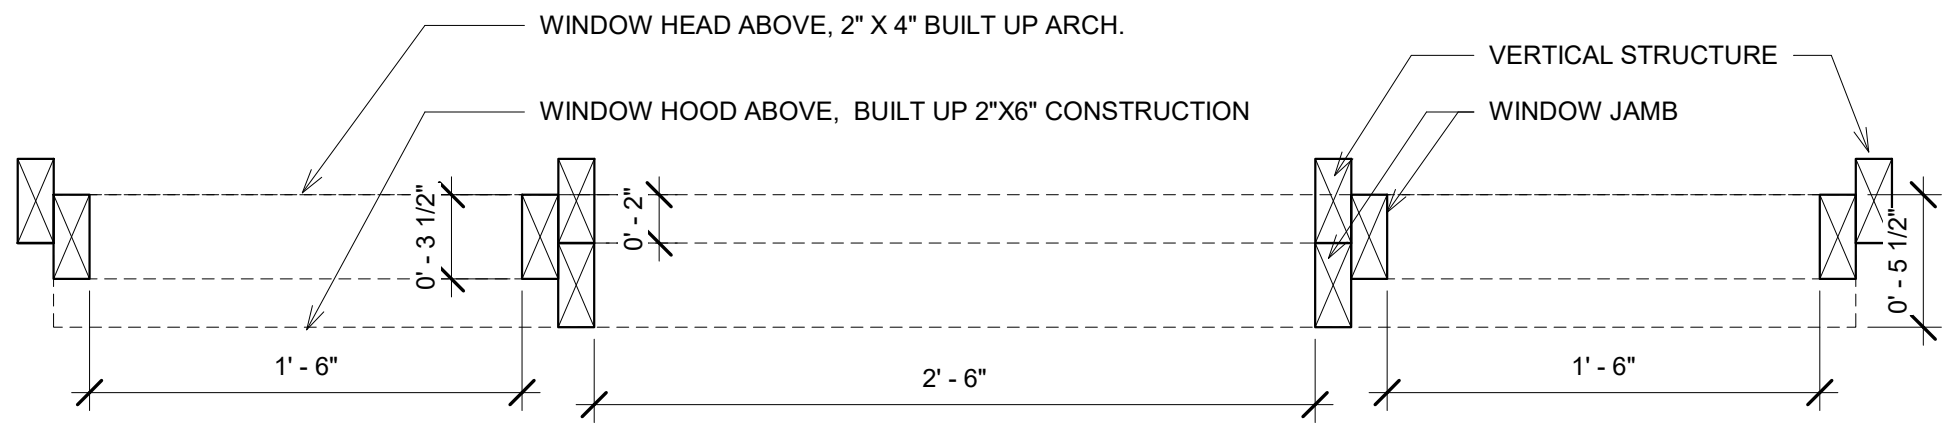 WINDOW HEAD ABOVE, 2" X 4" BUILT UP ARCH.
VERTICAL STRUCTURE
WINDOW HOOD ABOVE,  BUILT UP 2"X6" CONSTRUCTION
WINDOW JAMB
0' - 3 1/2"
0' - 2"
0' - 5 1/2"
1' - 6"
2' - 6"
1' - 6"